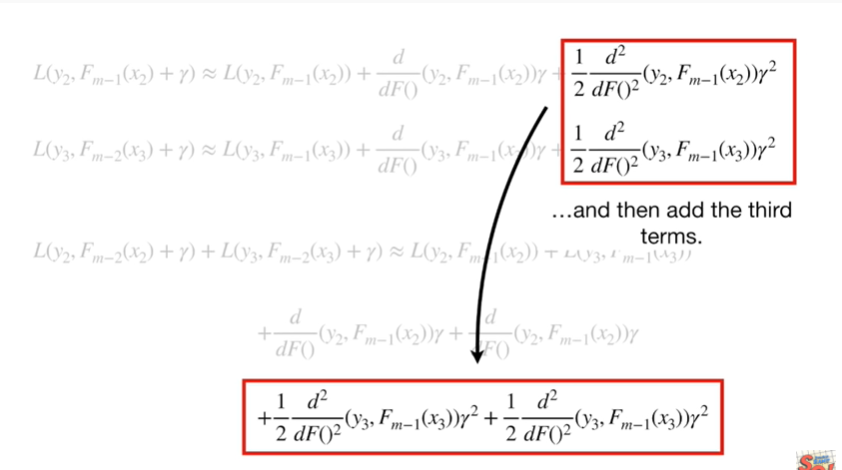 L(y₂, Fₘ₋₁(x₂) + γ) ≈ L(y₂, Fₘ₋₁(x₂)) + d/dF() (y₂, Fₘ₋₁(x₂))γ + 1/2 d²/dF()² (y₂, Fₘ₋₁(x₂))γ²
L(y₃, Fₘ₋₂(x₃) + γ) ≈ L(y₃, Fₘ₋₁(x₃)) + d/dF() (y₃, Fₘ₋₁(x₃))γ + 1/2 d²/dF()² (y₃, Fₘ₋₁(x₃))γ²
...and then add the third
terms.
L(y₂, Fₘ₋₂(x₂) + γ) + L(y₃, Fₘ₋₂(x₃) + γ) ≈ L(y₂, Fₘ₋₁(x₂)) + L(y₃, Fₘ₋₁(x₃))
+ d/dF() (y₂, Fₘ₋₁(x₂))γ + d/dF() (y₂, Fₘ₋₁(x₂))γ
+ 1/2 d²/dF()² (y₃, Fₘ₋₁(x₃))γ² + 1/2 d²/dF()² (y₃, Fₘ₋₁(x₃))γ²